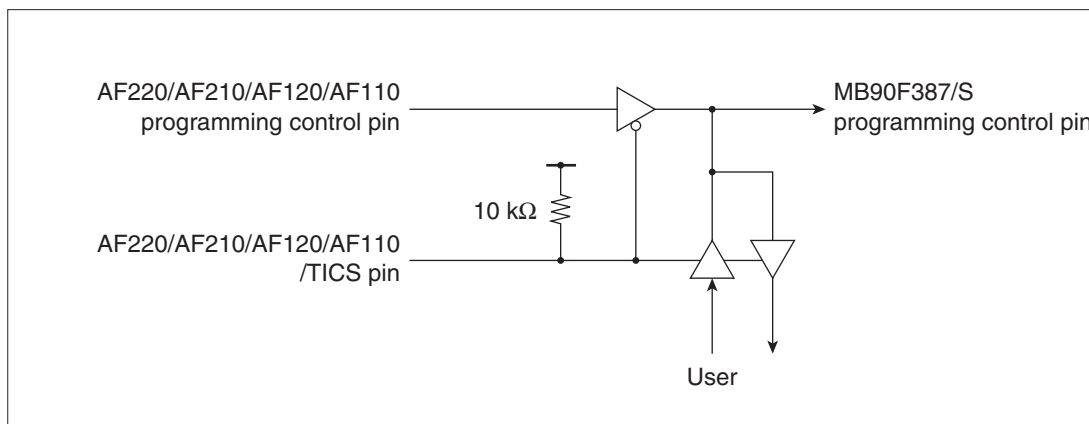 AF220/AF210/AF120/AF110
programming control pin
MB90F387/S
programming control pin
10 kΩ
AF220/AF210/AF120/AF110
/TICS pin
User